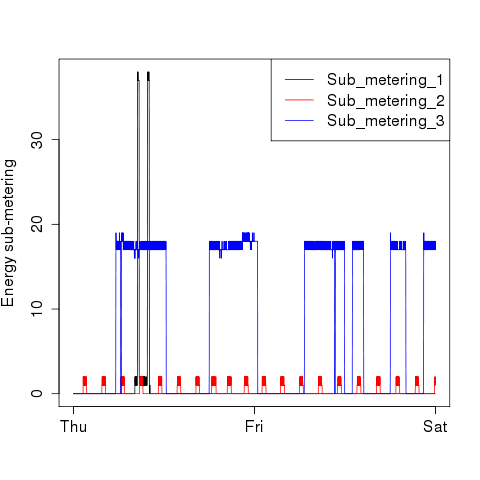 Sub_metering_1
Sub_metering_2
Sub_metering_3
Energy sub-metering
30
20
10
0
Thu Fri Sat